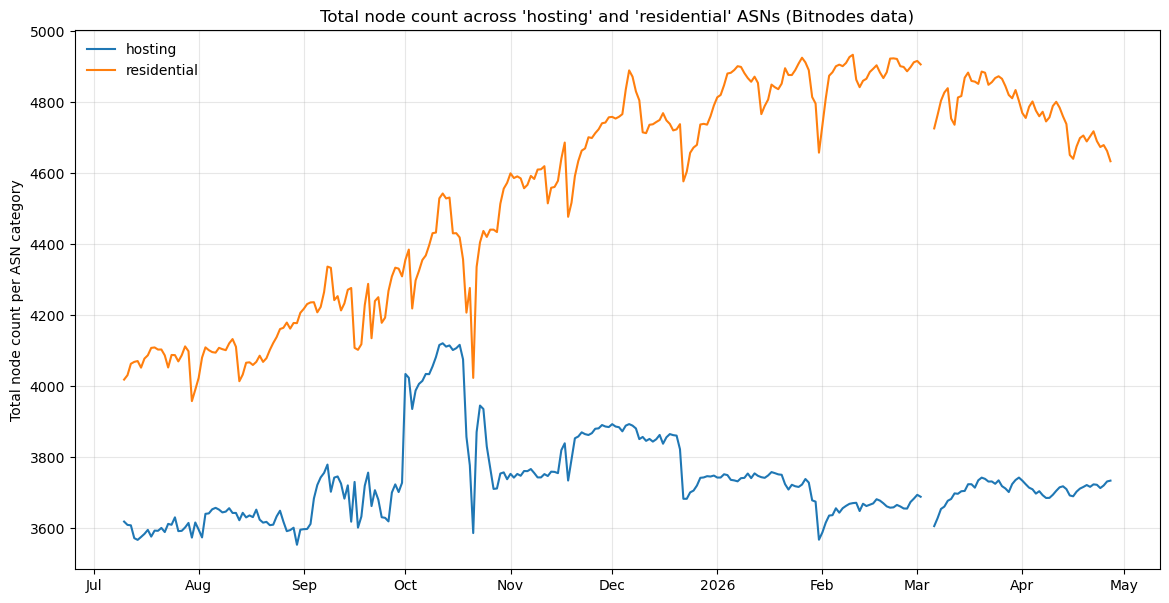 Total node count across 'hosting' and 'residential' ASNs (Bitnodes data)
hosting
residential
Total node count per ASN category
5000
4800
4600
4400
4200
4000
3800
3600
Jul Aug Sep Oct Nov Dec 2026 Feb Mar Apr May